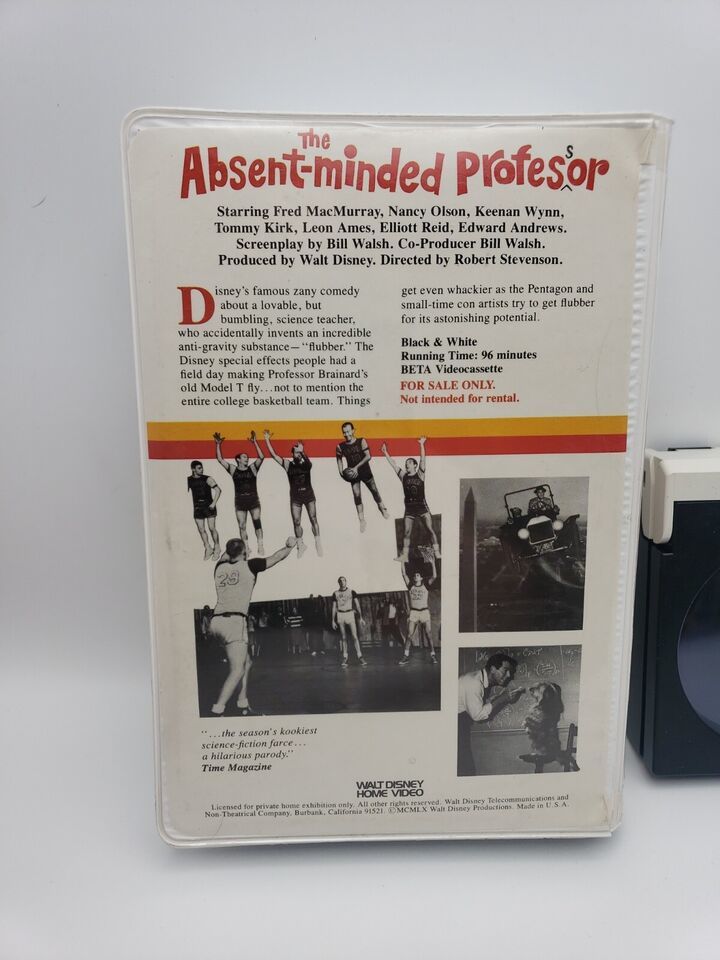 The
Absent-minded Profesˢor
Starring Fred MacMurray, Nancy Olson, Keenan Wynn,
Tommy Kirk, Leon Ames, Elliott Reid, Edward Andrews.
Screenplay by Bill Walsh. Co-Producer Bill Walsh.
Produced by Walt Disney. Directed by Robert Stevenson.
Disney's famous zany comedy
about a lovable, but
bumbling, science teacher,
who accidentally invents an incredible
anti-gravity substance—"flubber." The
Disney special effects people had a
field day making Professor Brainard's
old Model T fly...not to mention the
entire college basketball team. Things
get even whackier as the Pentagon and
small-time con artists try to get flubber
for its astonishing potential.
Black & White
Running Time: 96 minutes
BETA Videocassette
FOR SALE ONLY.
Not intended for rental.
29
"...the season's kookiest
science-fiction farce...
a hilarious parody."
Time Magazine
WALT DISNEY
HOME VIDEO
Licensed for private home exhibition only. All other rights reserved. Walt Disney Telecommunications and
Non-Theatrical Company, Burbank, California 91521. ©MCMLX Walt Disney Productions. Made in U.S.A.